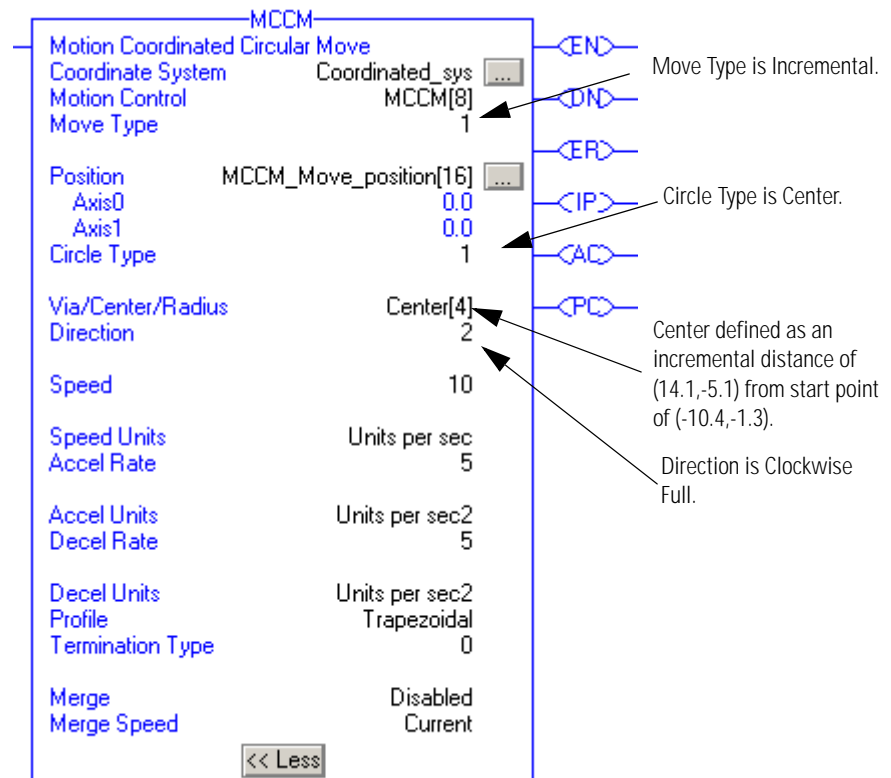 MCCM
Motion Coordinated Circular Move
Coordinate System Coordinated_sys ...
Motion Control MCCM[8]
Move Type 1
Position MCCM_Move_position[16] ...
Axis0 0.0
Axis1 0.0
Circle Type 1
Via/Center/Radius Center[4]
Direction 2
Speed 10
Speed Units Units per sec
Accel Rate 5
Accel Units Units per sec2
Decel Rate 5
Decel Units Units per sec2
Profile Trapezoidal
Termination Type 0
Merge Disabled
Merge Speed Current
<< Less
EN
DN
ER
IP
AC
PC
Move Type is Incremental.
Circle Type is Center.
Center defined as an
incremental distance of
(14.1,-5.1) from start point
of (-10.4,-1.3).
Direction is Clockwise
Full.